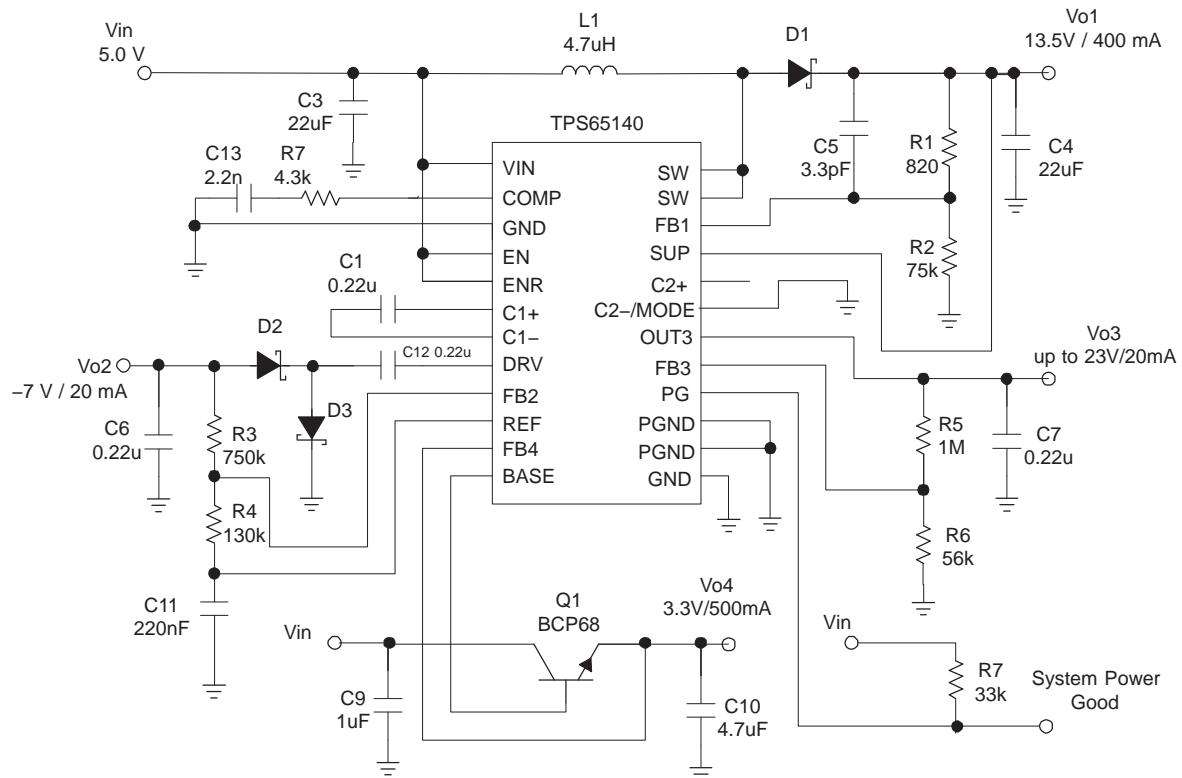 Vin
5.0 V
L1
4.7uH
D1
Vo1
13.5V / 400 mA
C3
22uF
TPS65140
C5
3.3pF
R1
820
C4
22uF
C13
2.2n
R7
4.3k
VIN
COMP
GND
EN
ENR
C1+
C1–
DRV
FB2
REF
FB4
BASE
SW
SW
FB1
SUP
C2+
C2–/MODE
OUT3
FB3
PG
PGND
PGND
GND
R2
75k
C1
0.22u
D2
C12 0.22u
Vo2
–7 V / 20 mA
D3
C6
0.22u
R3
750k
R4
130k
C11
220nF
Vo3
up to 23V/20mA
R5
1M
C7
0.22u
R6
56k
Q1
BCP68
Vo4
3.3V/500mA
Vin
C9
1uF
C10
4.7uF
Vin
R7
33k
System Power
Good